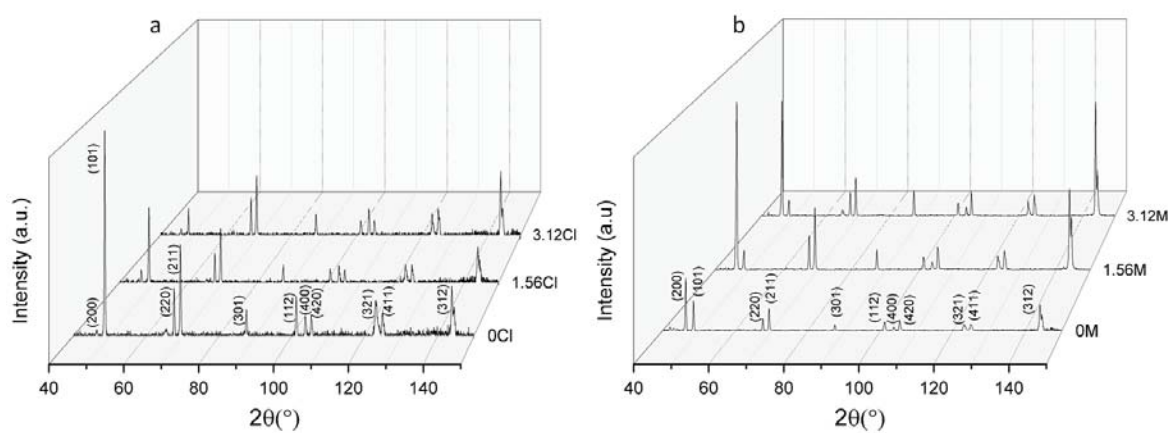 a
Intensity (a.u.)
(101)
(200)
(220)
(211)
(301)
(112)
(400)
(420)
(321)
(411)
(312)
3.12Cl
1.56Cl
0Cl
40 60 80 100 120 140
2θ(°)
b
Intensity (a.u)
(200)
(101)
(220)
(211)
(301)
(112)
(400)
(420)
(321)
(411)
(312)
3.12M
1.56M
0M
40 60 80 100 120 140
2θ(°)